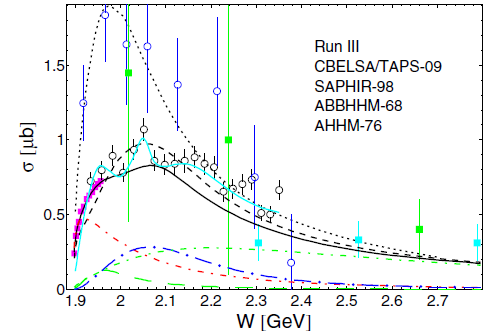 Run III
CBELSA/TAPS-09
SAPHIR-98
ABBHHM-68
AHHM-76
1.5
1
0.5
0
σ [μb]
1.9 2 2.1 2.2 2.3 2.4 2.5 2.6 2.7
W [GeV]